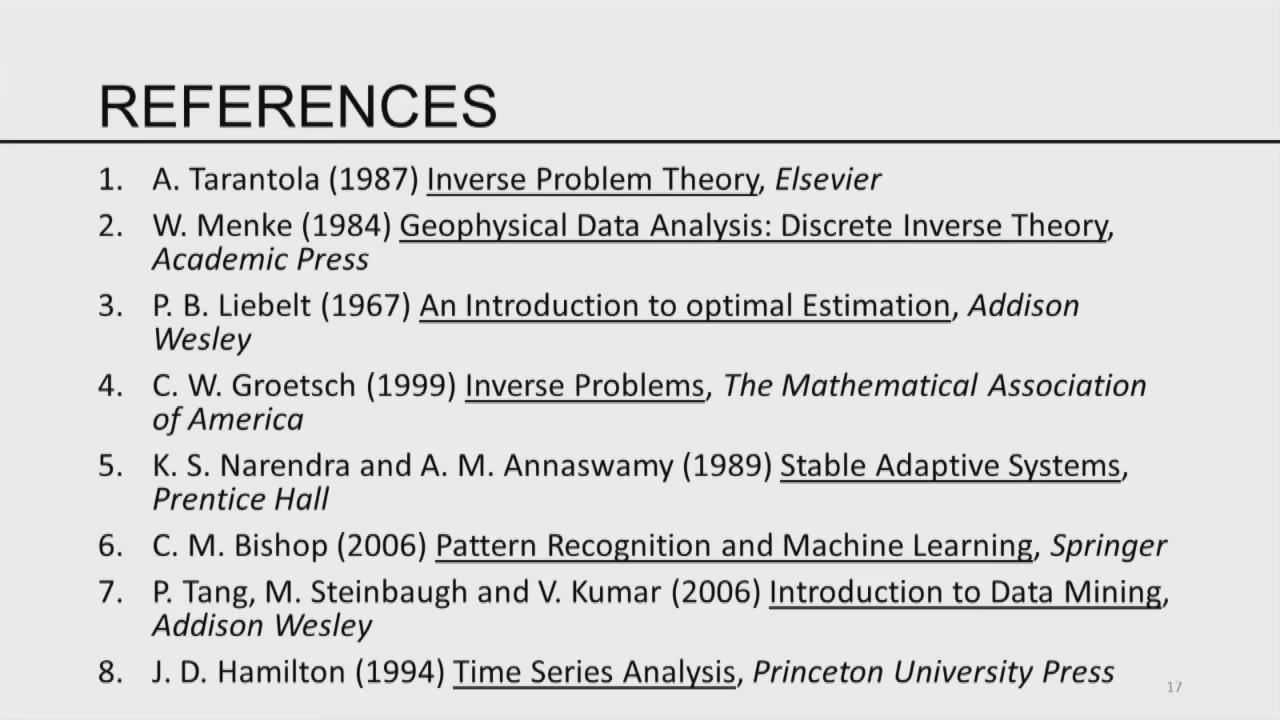 REFERENCES
1. A. Tarantola (1987) Inverse Problem Theory, Elsevier
2. W. Menke (1984) Geophysical Data Analysis: Discrete Inverse Theory,
Academic Press
3. P. B. Liebelt (1967) An Introduction to optimal Estimation, Addison
Wesley
4. C. W. Groetsch (1999) Inverse Problems, The Mathematical Association
of America
5. K. S. Narendra and A. M. Annaswamy (1989) Stable Adaptive Systems,
Prentice Hall
6. C. M. Bishop (2006) Pattern Recognition and Machine Learning, Springer
7. P. Tang, M. Steinbaugh and V. Kumar (2006) Introduction to Data Mining,
Addison Wesley
8. J. D. Hamilton (1994) Time Series Analysis, Princeton University Press
17